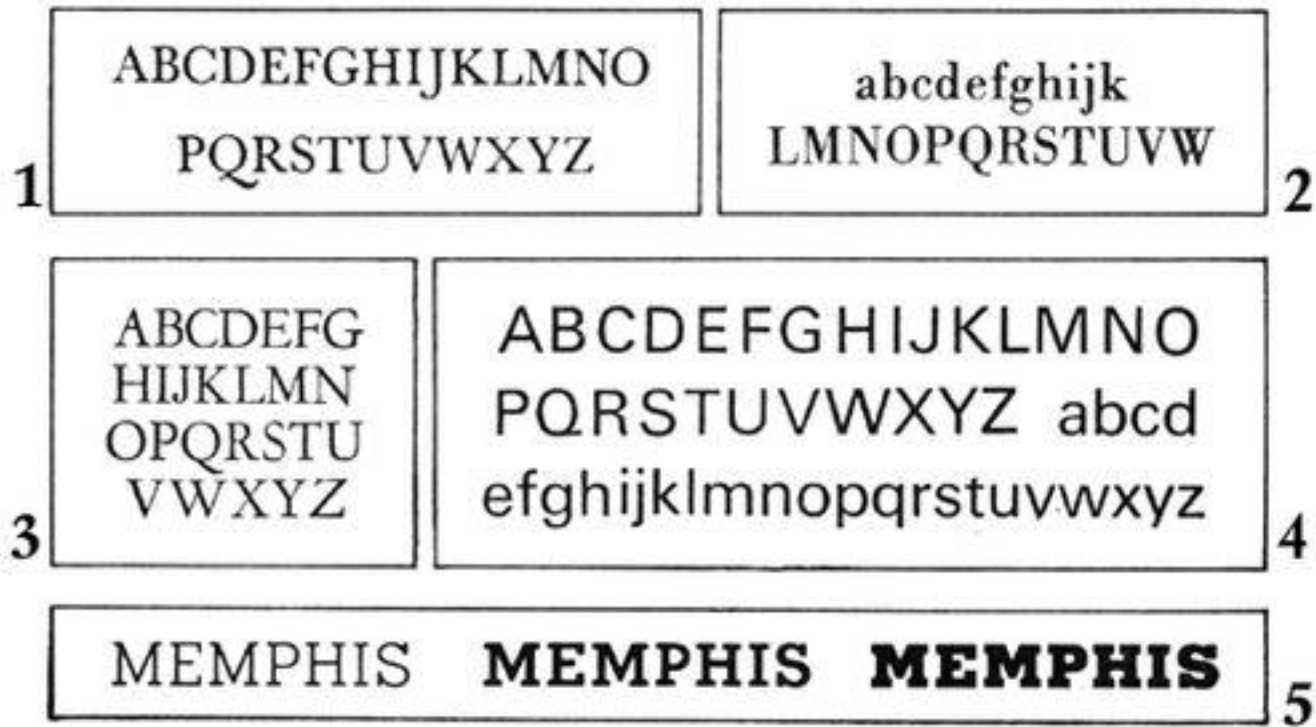 ABCDEFGHIJKLMNO
PQRSTUVWXYZ
1
abcdefghijk
LMNOPQRSTUVW
2
ABCDEFG
HIJKLMN
OPQRSTU
VWXYZ
3
ABCDEFGHIJKLMNO
PQRSTUVWXYZ abcd
efghijklmnopqrstuvwxyz
4
MEMPHIS MEMPHIS MEMPHIS
5